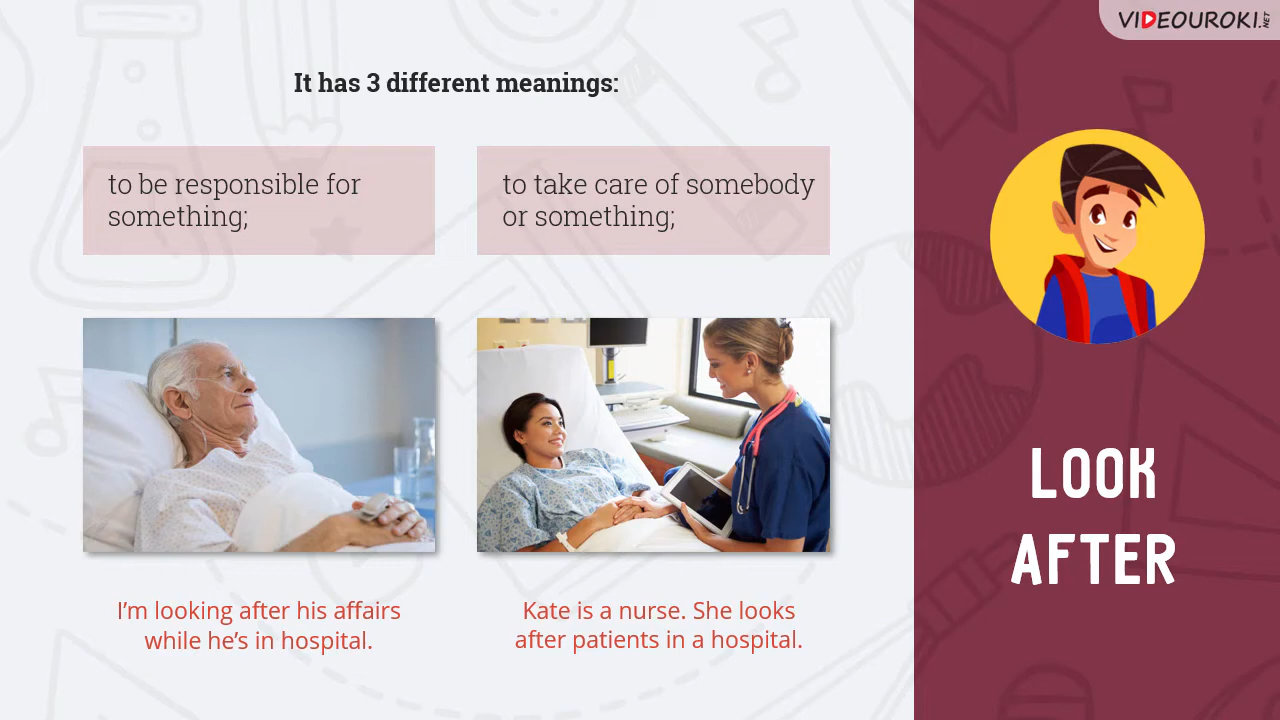 VIDEOUROKI.NET
It has 3 different meanings:
to be responsible for
something;
to take care of somebody
or something;
I’m looking after his affairs
while he’s in hospital.
Kate is a nurse. She looks
after patients in a hospital.
LOOK
AFTER